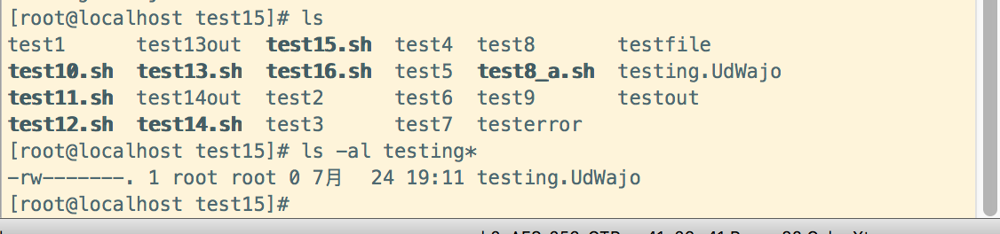 [root@localhost test15]# ls
test1 test13out test15.sh test4 test8 testfile
test10.sh test13.sh test16.sh test5 test8_a.sh testing.UdWajo
test11.sh test14out test2 test6 test9 testout
test12.sh test14.sh test3 test7 testerror
[root@localhost test15]# ls -al testing*
-rw-------. 1 root root 0 7月 24 19:11 testing.UdWajo
[root@localhost test15]#